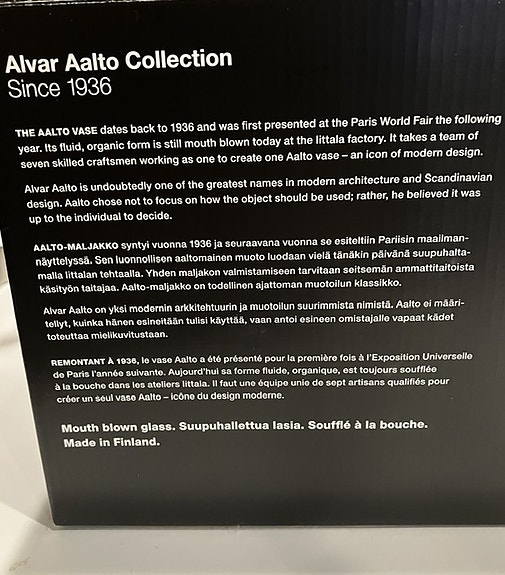 Alvar Aalto Collection
Since 1936
THE AALTO VASE dates back to 1936 and was first presented at the Paris World Fair the following
year. Its fluid, organic form is still mouth blown today at the Iittala factory. It takes a team of
seven skilled craftsmen working as one to create one Aalto vase – an icon of modern design.
Alvar Aalto is undoubtedly one of the greatest names in modern architecture and Scandinavian
design. Aalto chose not to focus on how the object should be used; rather, he believed it was
up to the individual to decide.
AALTO-MALJAKKO syntyi vuonna 1936 ja seuraavana vuonna se esiteltiin Pariisin maailman-
näyttelyssä. Sen luonnollisen aaltomainen muoto luodaan vielä tänäkin päivänä suupuhalta-
malla Iittalan tehtaalla. Yhden maljakon valmistamiseen tarvitaan seitsemän ammattitaitoista
käsityön taitajaa. Aalto-maljakko on todellinen ajattoman muotoilun klassikko.
Alvar Aalto on yksi modernin arkkitehtuurin ja muotoilun suurimmista nimistä. Aalto ei määri-
tellyt, kuinka hänen esineitään tulisi käyttää, vaan antoi esineen omistajalle vapaat kädet
toteuttaa mielikuvitustaan.
REMONTANT À 1936, le vase Aalto a été présenté pour la première fois à l'Exposition Universelle
de Paris l'année suivante. Aujourd'hui sa forme fluide, organique, est toujours soufflée
à la bouche dans les ateliers Iittala. Il faut une équipe unie de sept artisans qualifiés pour
créer un seul vase Aalto – icône du design moderne.
Mouth blown glass. Suupuhallettua lasia. Soufflé à la bouche.
Made in Finland.